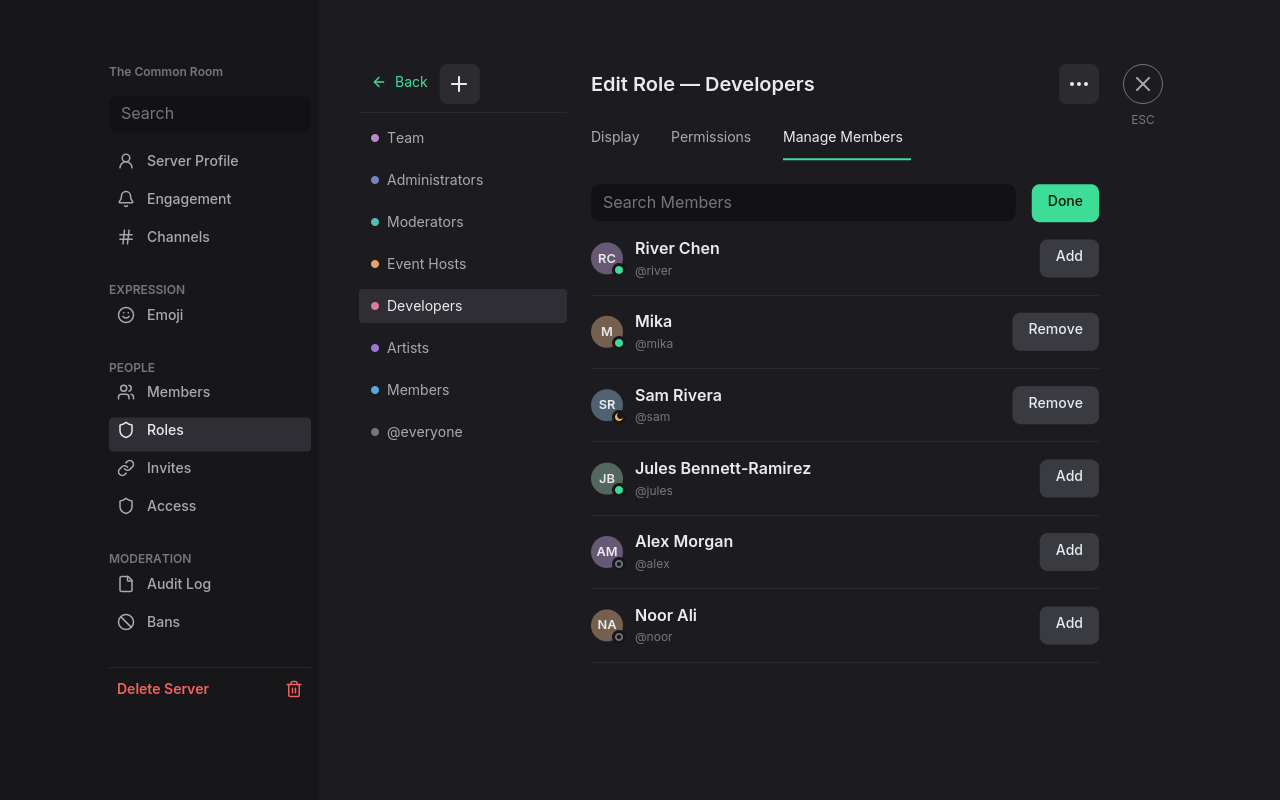 The Common Room
Search
Server Profile
Engagement
Channels
EXPRESSION
Emoji
PEOPLE
Members
Roles
Invites
Access
MODERATION
Audit Log
Bans
Delete Server
Back
Team
Administrators
Moderators
Event Hosts
Developers
Artists
Members
@everyone
Edit Role — Developers
ESC
Display Permissions Manage Members
Search Members Done
RC River Chen
@river
Add
M Mika
@mika
Remove
SR Sam Rivera
@sam
Remove
JB Jules Bennett-Ramirez
@jules
Add
AM Alex Morgan
@alex
Add
NA Noor Ali
@noor
Add